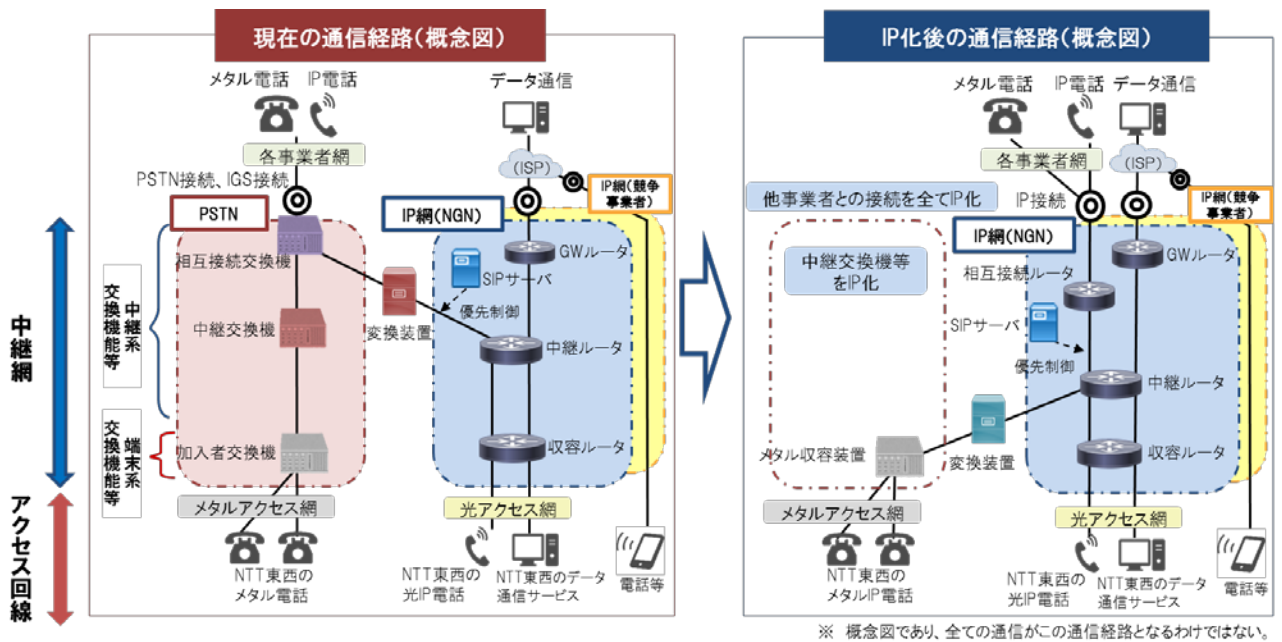 現在の通信経路(概念図)
メタル電話
IP電話
データ通信
各事業者網
(ISP)
PSTN接続、IGS接続
IP網(競争
事業者)
PSTN
IP網(NGN)
相互接続交換機
GWルータ
SIPサーバ
優先制御
変換装置
中継交換機
中継ルータ
加入者交換機
収容ルータ
メタルアクセス網
光アクセス網
NTT東西の
メタル電話
NTT東西の
光IP電話
NTT東西のデータ
通信サービス
電話等
中継網
アクセス回線
中継系
交換機能等
端末系
交換機能等
IP化後の通信経路(概念図)
メタル電話
IP電話
データ通信
各事業者網
(ISP)
他事業者との接続を全てIP化
IP接続
IP網(競争
事業者)
IP網(NGN)
中継交換機等
をIP化
相互接続ルータ
GWルータ
SIPサーバ
優先制御
中継ルータ
メタル収容装置
変換装置
収容ルータ
メタルアクセス網
光アクセス網
NTT東西の
メタルIP電話
NTT東西の
光IP電話
NTT東西のデータ
通信サービス
電話等
※ 概念図であり、全ての通信がこの通信経路となるわけではない。